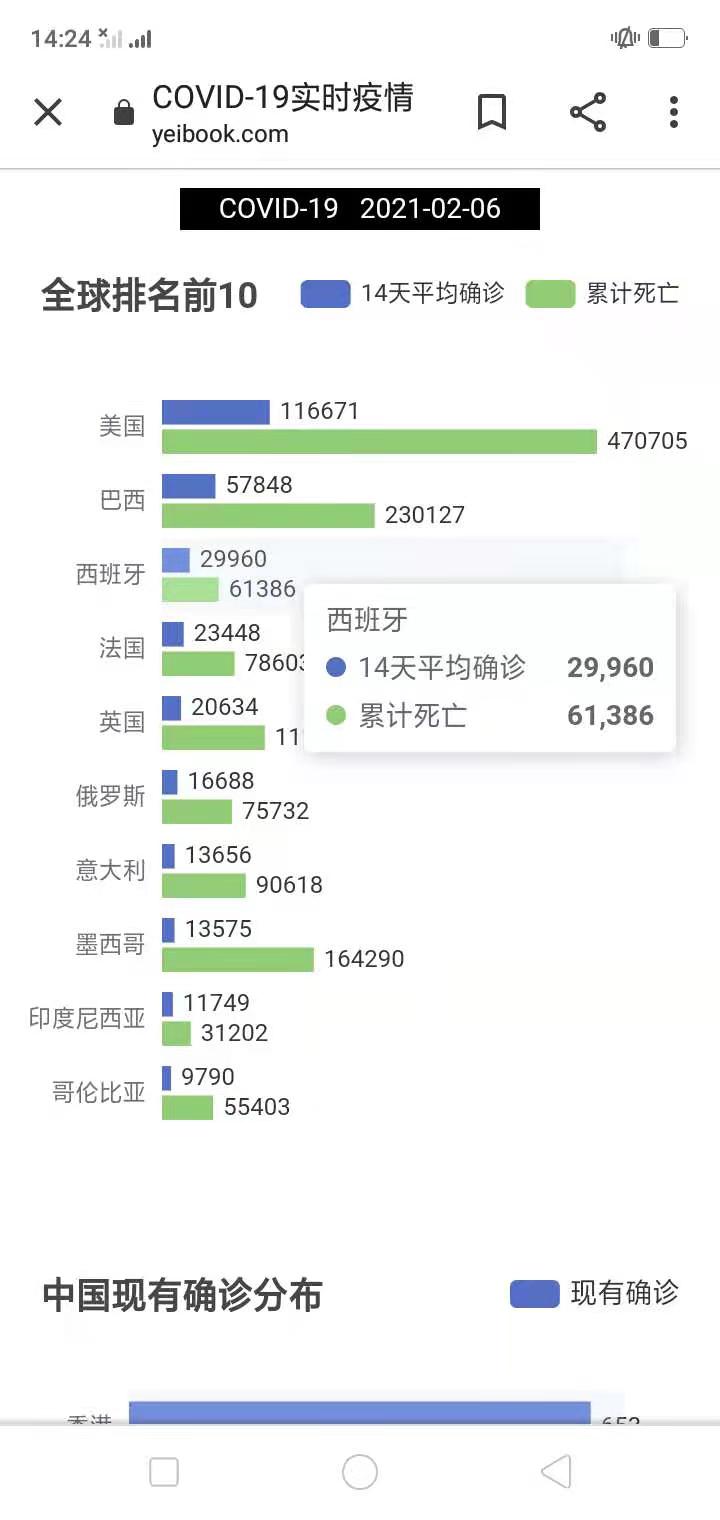 14:24
COVID-19实时疫情
yeibook.com
COVID-19 2021-02-06
全球排名前10 14天平均确诊 累计死亡
美国 116671
470705
巴西 57848
230127
西班牙 29960
61386
西班牙
14天平均确诊 29,960
累计死亡 61,386
法国 23448
7860
英国 20634
11
俄罗斯 16688
75732
意大利 13656
90618
墨西哥 13575
164290
印度尼西亚 11749
31202
哥伦比亚 9790
55403
中国现有确诊分布 现有确诊
香港